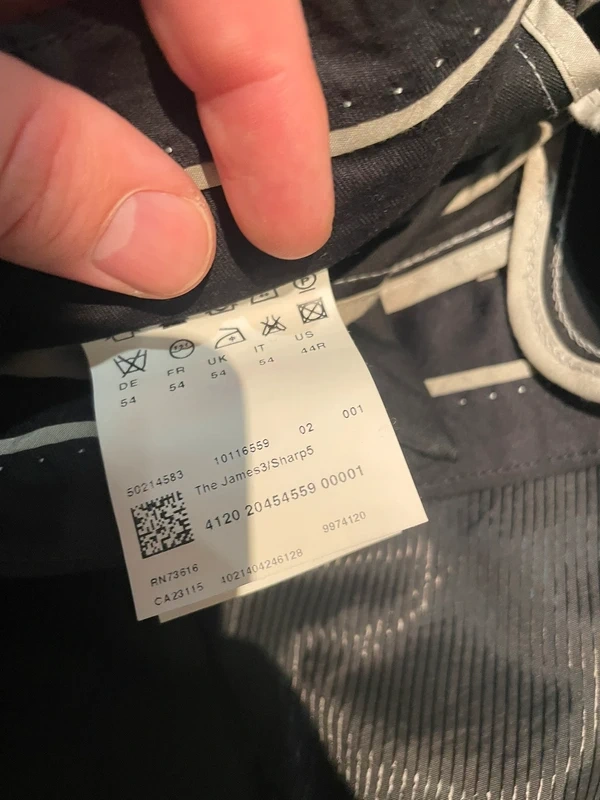 DE FR UK IT US
54 54 54 54 44R
50214583 10116559 02 001
The James3/Sharp5
4120 20454559 00001
RN73616 9974120
CA23115 4021404246128